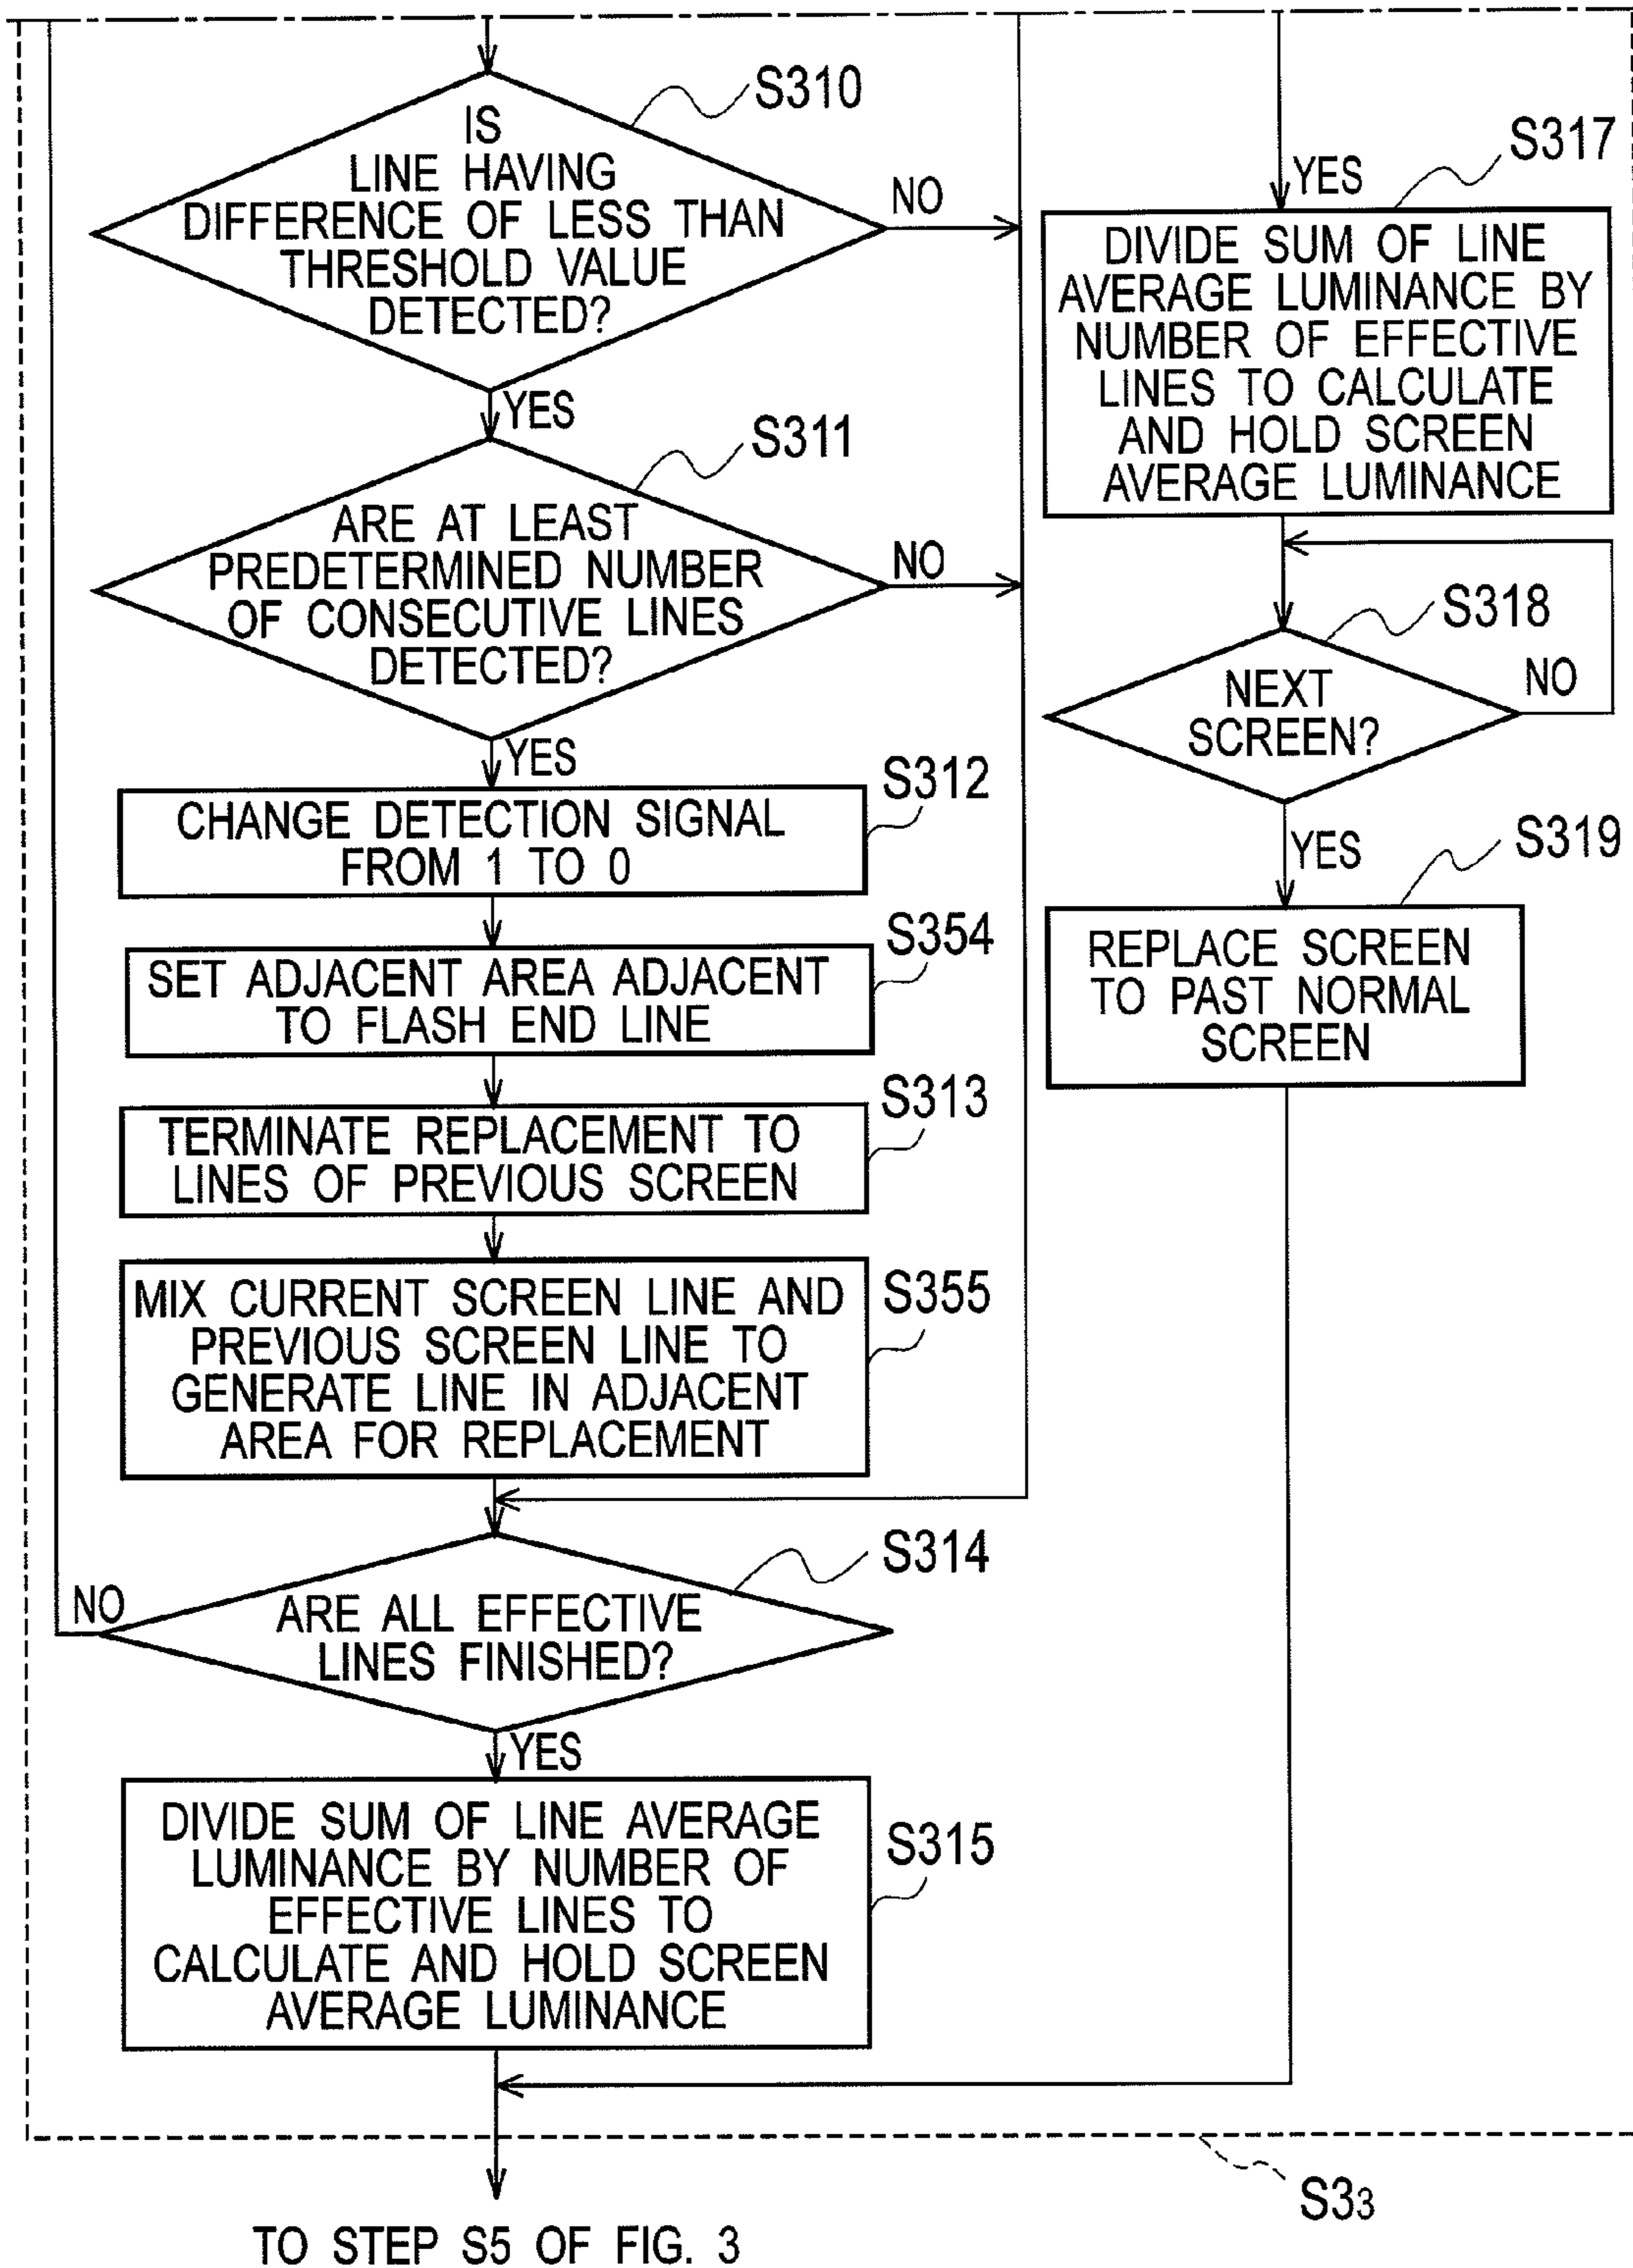 S310
IS
LINE HAVING
DIFFERENCE OF LESS THAN
THRESHOLD VALUE
DETECTED?
NO
YES
S311
ARE AT LEAST
PREDETERMINED NUMBER
OF CONSECUTIVE LINES
DETECTED?
NO
YES
S312
CHANGE DETECTION SIGNAL
FROM 1 TO 0
S354
SET ADJACENT AREA ADJACENT
TO FLASH END LINE
S313
TERMINATE REPLACEMENT TO
LINES OF PREVIOUS SCREEN
S355
MIX CURRENT SCREEN LINE AND
PREVIOUS SCREEN LINE TO
GENERATE LINE IN ADJACENT
AREA FOR REPLACEMENT
S314
NO
ARE ALL EFFECTIVE
LINES FINISHED?
YES
S315
DIVIDE SUM OF LINE AVERAGE
LUMINANCE BY NUMBER OF
EFFECTIVE LINES TO
CALCULATE AND HOLD SCREEN
AVERAGE LUMINANCE
YES
S317
DIVIDE SUM OF LINE
AVERAGE LUMINANCE BY
NUMBER OF EFFECTIVE
LINES TO CALCULATE
AND HOLD SCREEN
AVERAGE LUMINANCE
S318
NEXT
SCREEN?
NO
YES
S319
REPLACE SCREEN
TO PAST NORMAL
SCREEN
S33
TO STEP S5 OF FIG. 3